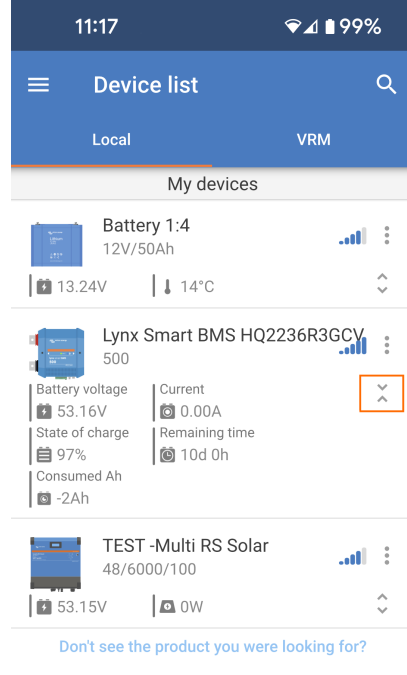 11:17 99%
Device list
Local VRM
My devices
Battery 1:4
12V/50Ah
13.24V 14°C
Lynx Smart BMS HQ2236R3GCV
500
Battery voltage Current
53.16V 0.00A
State of charge Remaining time
97% 10d 0h
Consumed Ah
-2Ah
TEST -Multi RS Solar
48/6000/100
53.15V 0W
Don't see the product you were looking for?